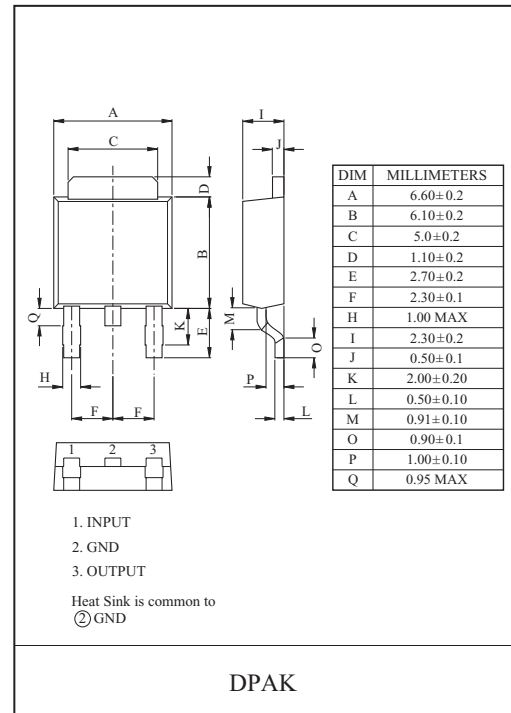 A
C
D
B
Q
K
E
H
F F
I
J
M
O
P
L
1 2 3
1. INPUT
2. GND
3. OUTPUT
Heat Sink is common to
② GND
DIM MILLIMETERS
A 6.60±0.2
B 6.10±0.2
C 5.0±0.2
D 1.10±0.2
E 2.70±0.2
F 2.30±0.1
H 1.00 MAX
I 2.30±0.2
J 0.50±0.1
K 2.00±0.20
L 0.50±0.10
M 0.91±0.10
O 0.90±0.1
P 1.00±0.10
Q 0.95 MAX
DPAK